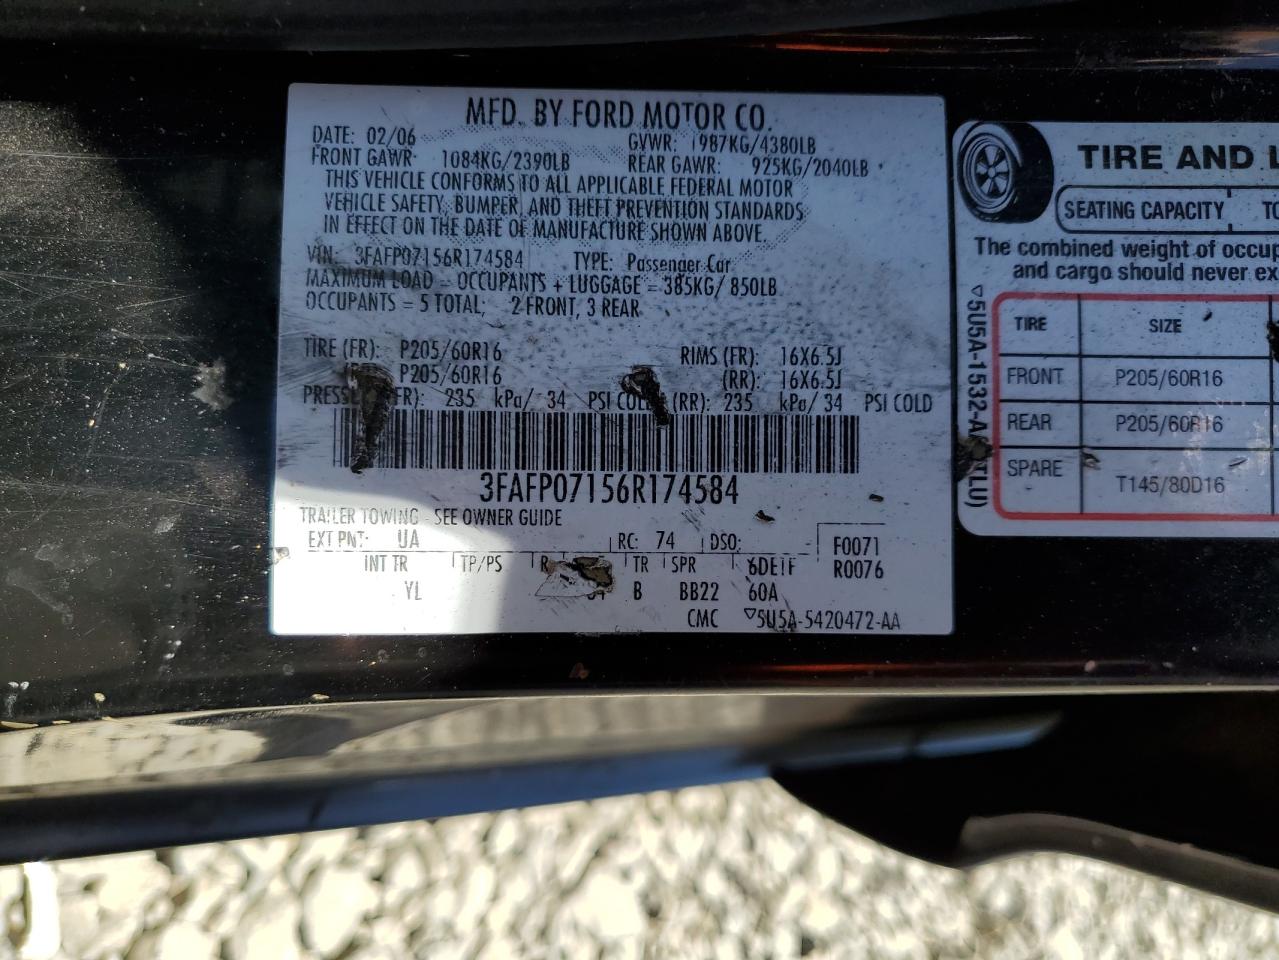 MFD. BY FORD MOTOR CO.
DATE: 02/06 GVWR: 1987KG/4380LB
FRONT GAWR: 1084KG/2390LB REAR GAWR: 925KG/2040LB
THIS VEHICLE CONFORMS TO ALL APPLICABLE FEDERAL MOTOR
VEHICLE SAFETY, BUMPER, AND THEFT PREVENTION STANDARDS
IN EFFECT ON THE DATE OF MANUFACTURE SHOWN ABOVE.
VIN: 3FAFP07156R174584 TYPE: Passenger Car
MAXIMUM LOAD = OCCUPANTS + LUGGAGE = 385KG/ 850LB
OCCUPANTS = 5 TOTAL; 2 FRONT, 3 REAR
TIRE (FR): P205/60R16 RIMS (FR): 16X6.5J
P205/60R16 (RR): 16X6.5J
(FR): 235 kPa/ 34 PSI COLD (RR): 235 kPa/ 34 PSI COLD
3FAFP07156R174584
TRAILER TOWING - SEE OWNER GUIDE
EXT PNT: UA RC: 74 DSO: F0071
INT TR TP/PS R TR SPR 6DE1F R0076
YL B BB22 60A
CMC ▽5U5A-5420472-AA
TIRE AND
SEATING CAPACITY
The combined weight of
and cargo should never
▽5U5A-1532-
TIRE SIZE
FRONT P205/60R16
REAR P205/60R16
SPARE T145/80D16